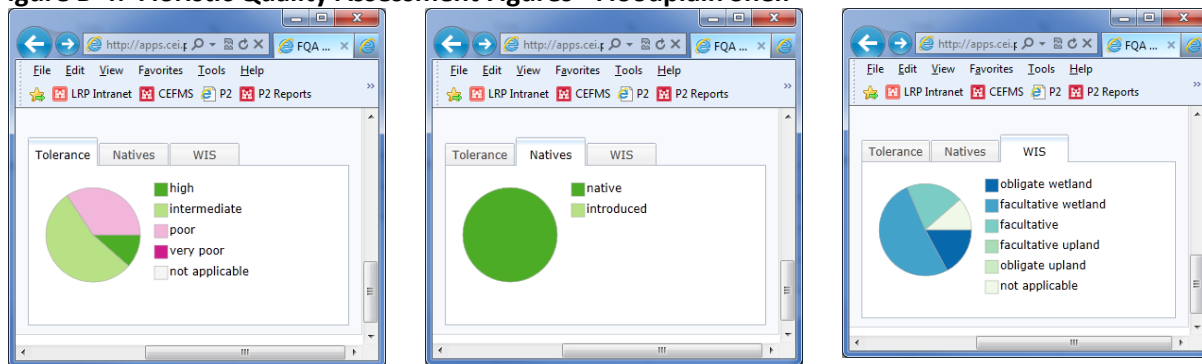 Figure B-4: Floristic Quality Assessment Figures - Floodplain
http://apps.cei.p
FQA ...
File Edit View Favorites Tools Help
LRP Intranet CEFMS P2 P2 Reports
Tolerance Natives WIS
high
intermediate
poor
very poor
not applicable
http://apps.cei.p
FQA ...
File Edit View Favorites Tools Help
LRP Intranet CEFMS P2 P2 Reports
Tolerance Natives WIS
native
introduced
http://apps.cei.p
FQA ...
File Edit View Favorites Tools Help
LRP Intranet CEFMS P2 P2 Reports
Tolerance Natives WIS
obligate wetland
facultative wetland
facultative
facultative upland
obligate upland
not applicable